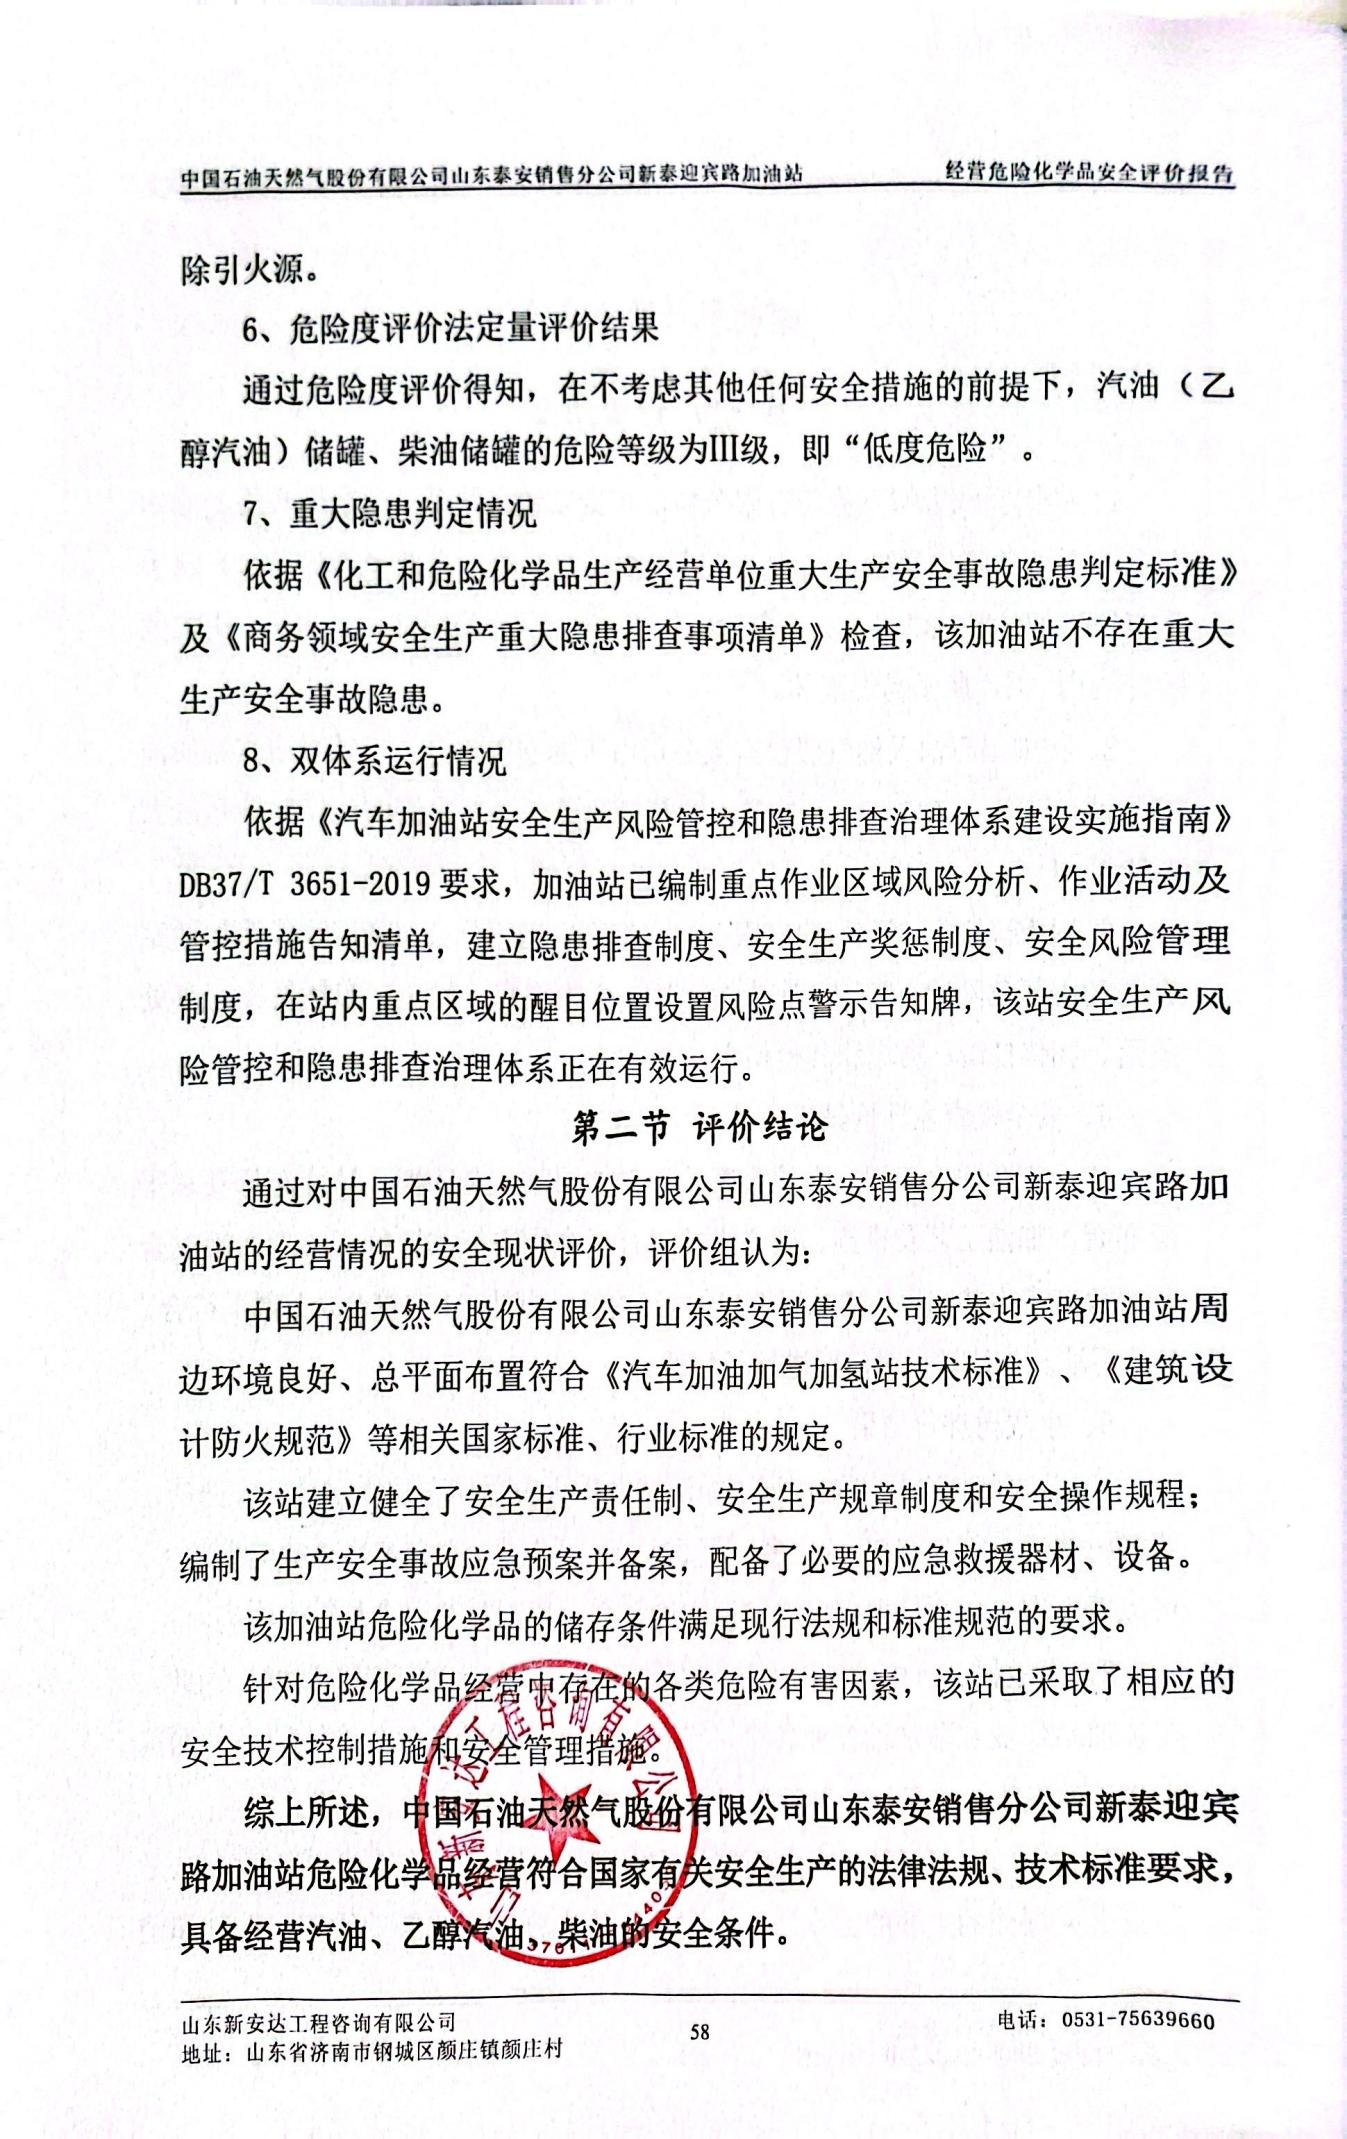 中国石油天然气股份有限公司山东泰安销售分公司新泰迎宾路加油站 经营危险化学品安全评价报告
除引火源。
6、危险度评价法定量评价结果
通过危险度评价得知，在不考虑其他任何安全措施的前提下，汽油（乙
醇汽油）储罐、柴油储罐的危险等级为III级，即“低度危险”。
7、重大隐患判定情况
依据《化工和危险化学品生产经营单位重大生产安全事故隐患判定标准》
及《商务领域安全生产重大隐患排查事项清单》检查，该加油站不存在重大
生产安全事故隐患。
8、双体系运行情况
依据《汽车加油站安全生产风险管控和隐患排查治理体系建设实施指南》
DB37/T 3651-2019 要求，加油站已编制重点作业区域风险分析、作业活动及
管控措施告知清单，建立隐患排查制度、安全生产奖惩制度、安全风险管理
制度，在站内重点区域的醒目位置设置风险点警示告知牌，该站安全生产风
险管控和隐患排查治理体系正在有效运行。
第二节 评价结论
通过对中国石油天然气股份有限公司山东泰安销售分公司新泰迎宾路加
油站的经营情况的安全现状评价，评价组认为：
中国石油天然气股份有限公司山东泰安销售分公司新泰迎宾路加油站周
边环境良好、总平面布置符合《汽车加油加气加氢站技术标准》、《建筑设
计防火规范》等相关国家标准、行业标准的规定。
该站建立健全了安全生产责任制、安全生产规章制度和安全操作规程；
编制了生产安全事故应急预案并备案，配备了必要的应急救援器材、设备。
该加油站危险化学品的储存条件满足现行法规和标准规范的要求。
针对危险化学品经营中存在的各类危险有害因素，该站已采取了相应的
安全技术控制措施和安全管理措施。
综上所述，中国石油天然气股份有限公司山东泰安销售分公司新泰迎宾
路加油站危险化学品经营符合国家有关安全生产的法律法规、技术标准要求，
具备经营汽油、乙醇汽油、柴油的安全条件。
山东新安达工程咨询有限公司
山东新安达工程咨询有限公司 58 电话：0531-75639660
地址：山东省济南市钢城区颜庄镇颜庄村